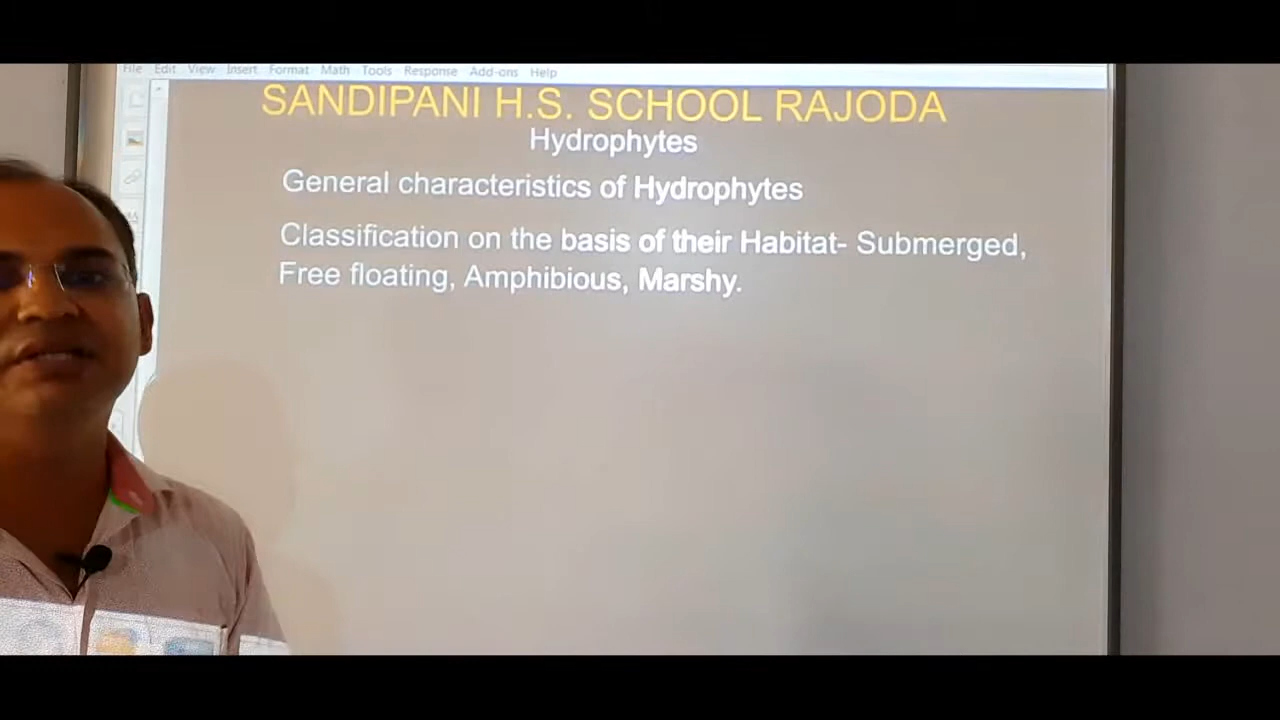 File Edit View Insert Format Math Tools Response Add-ons Help
SANDIPANI H.S. SCHOOL RAJODA
Hydrophytes
General characteristics of Hydrophytes
Classification on the basis of their Habitat- Submerged,
Free floating, Amphibious, Marshy.